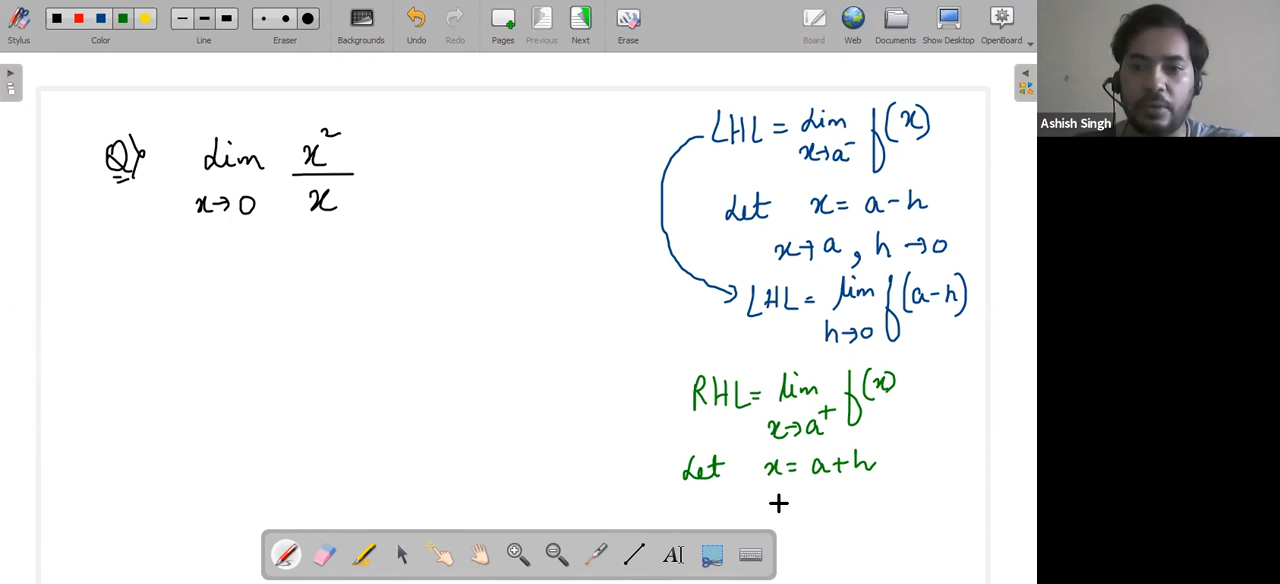 Stylus
Color
Line
Eraser
Backgrounds
Undo
Redo
Pages
Previous
Next
Erase
Board
Web
Documents
Show Desktop
OpenBoard
Ashish Singh
Q) Lim x→0 x²/x
LHL = Lim x→a⁻ f(x)
Let x = a-h
x→a, h→0
LHL = lim h→0 f(a-h)
RHL = lim x→a⁺ f(x)
Let x = a+h
AI